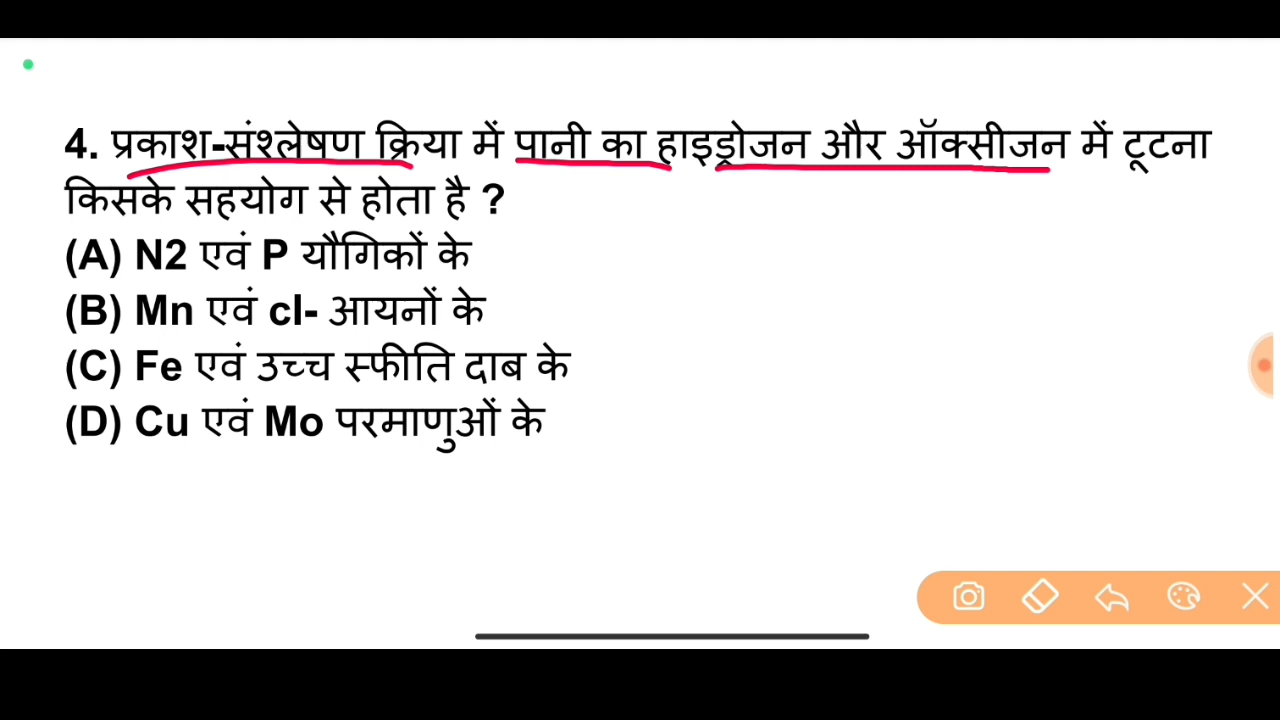 4. प्रकाश-संश्लेषण क्रिया में पानी का हाइड्रोजन और ऑक्सीजन में टूटना
किसके सहयोग से होता है ?
(A) N2 एवं P यौगिकों के
(B) Mn एवं cl- आयनों के
(C) Fe एवं उच्च स्फीति दाब के
(D) Cu एवं Mo परमाणुओं के